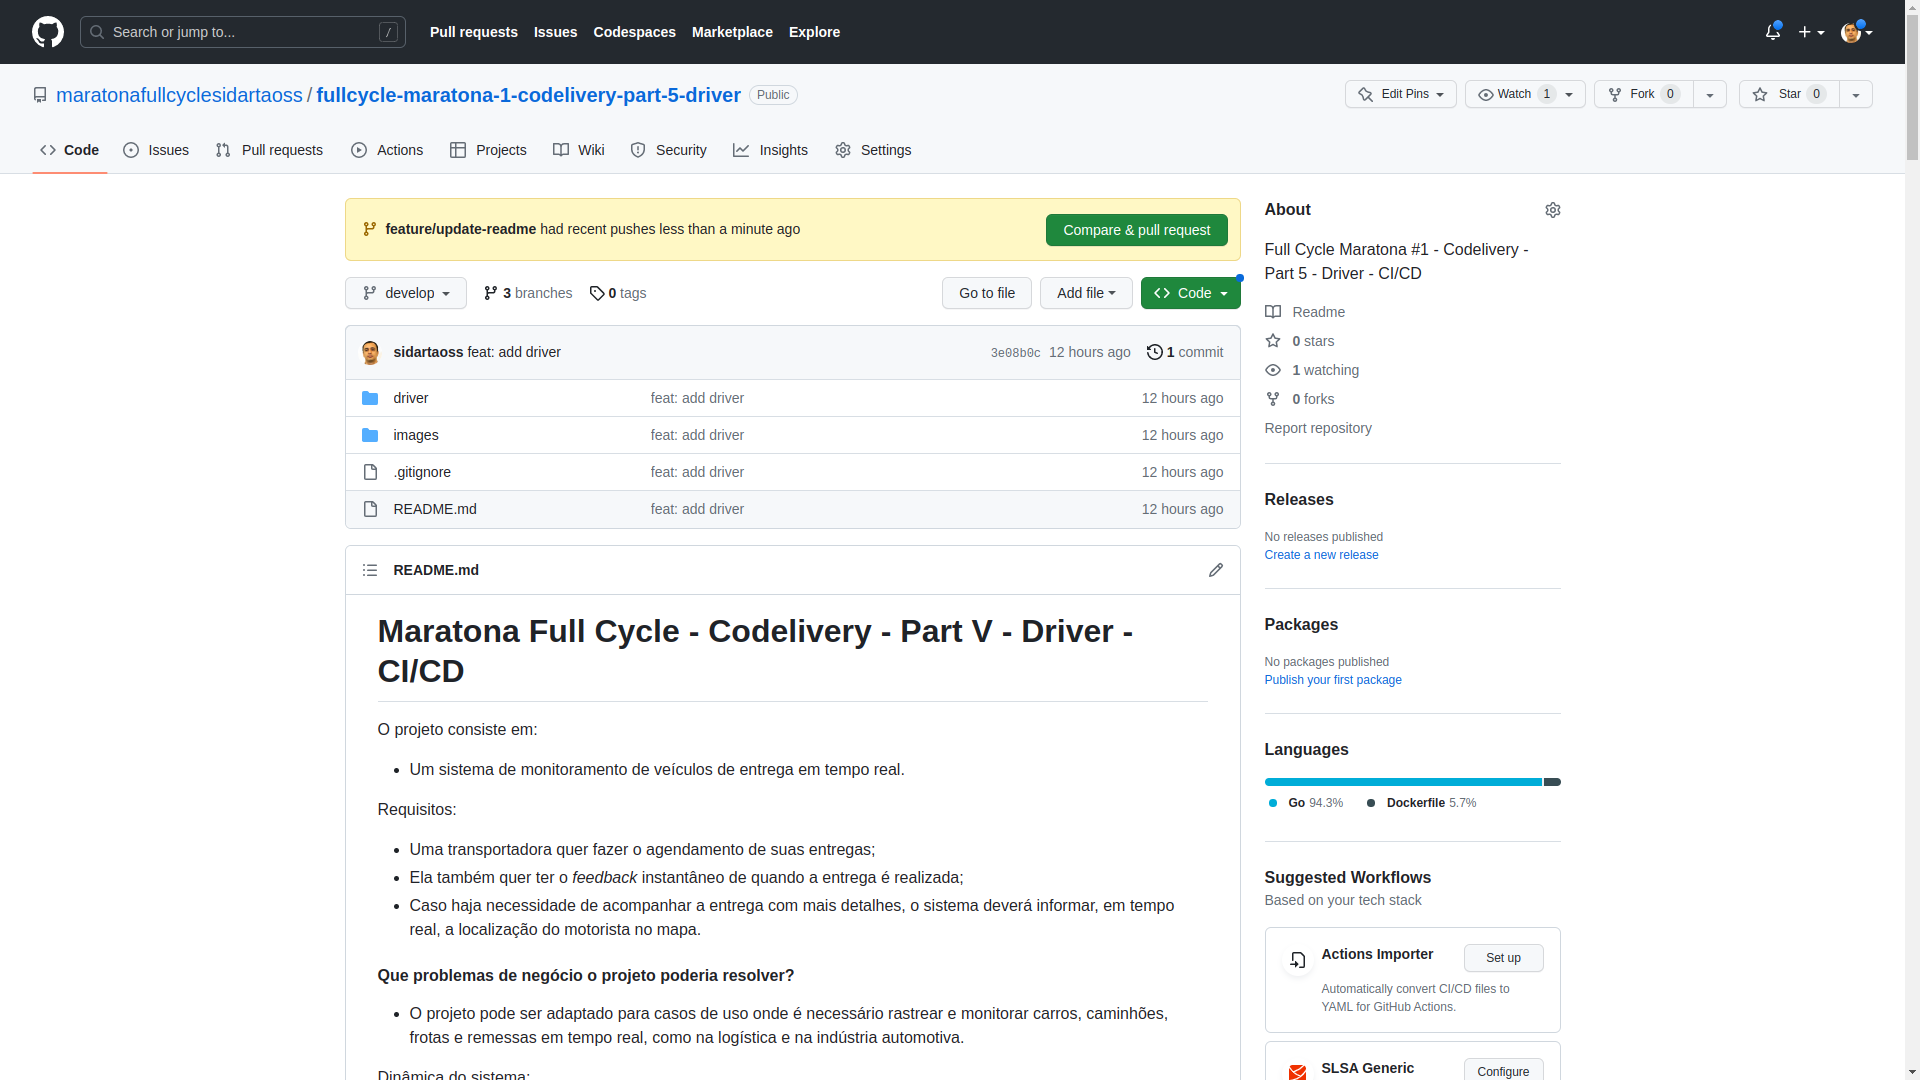 Search or jump to... /
Pull requests Issues Codespaces Marketplace Explore
maratonafullcyclesidartaoss / fullcycle-maratona-1-codelivery-part-5-driver Public
Edit Pins Watch 1 Fork 0 Star 0
Code Issues Pull requests Actions Projects Wiki Security Insights Settings
feature/update-readme had recent pushes less than a minute ago
Compare & pull request
develop 3 branches 0 tags
Go to file Add file Code
sidartaoss feat: add driver 3e08b0c 12 hours ago 1 commit
driver feat: add driver 12 hours ago
images feat: add driver 12 hours ago
.gitignore feat: add driver 12 hours ago
README.md feat: add driver 12 hours ago
README.md
Maratona Full Cycle - Codelivery - Part V - Driver -
CI/CD
O projeto consiste em:
Um sistema de monitoramento de veículos de entrega em tempo real.
Requisitos:
Uma transportadora quer fazer o agendamento de suas entregas;
Ela também quer ter o feedback instantâneo de quando a entrega é realizada;
Caso haja necessidade de acompanhar a entrega com mais detalhes, o sistema deverá informar, em tempo
real, a localização do motorista no mapa.
Que problemas de negócio o projeto poderia resolver?
O projeto pode ser adaptado para casos de uso onde é necessário rastrear e monitorar carros, caminhões,
frotas e remessas em tempo real, como na logística e na indústria automotiva.
Dinâmica do sistema:
About
Full Cycle Maratona #1 - Codelivery -
Part 5 - Driver - CI/CD
Readme
0 stars
1 watching
0 forks
Report repository
Releases
No releases published
Create a new release
Packages
No packages published
Publish your first package
Languages
Go 94.3% Dockerfile 5.7%
Suggested Workflows
Based on your tech stack
Actions Importer
Set up
Automatically convert CI/CD files to
YAML for GitHub Actions.
SLSA Generic
Configure